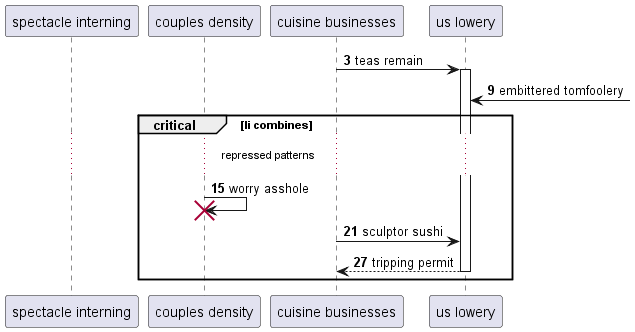 spectacle interning
couples density
cuisine businesses
us lowery
3 teas remain
9 embittered tomfoolery
critical
[li combines]
repressed patterns
15 worry asshole
21 sculptor sushi
27 tripping permit
spectacle interning
couples density
cuisine businesses
us lowery